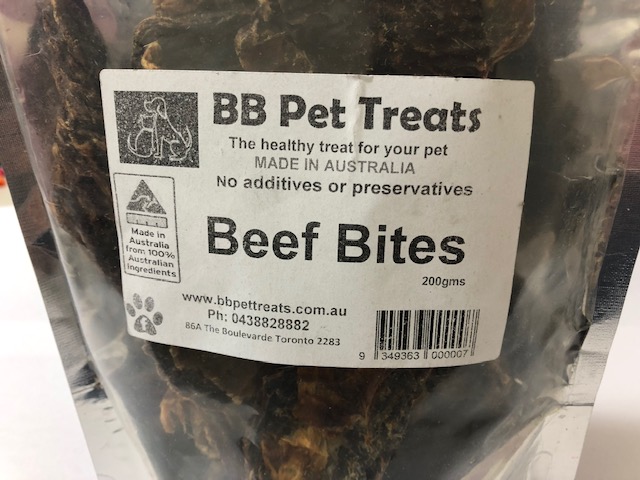 BB Pet Treats
The healthy treat for your pet
MADE IN AUSTRALIA
No additives or preservatives
Made in
Australia
from 100%
Australian
ingredients
Beef Bites
200gms
www.bbpettreats.com.au
Ph: 0438828882
86A The Boulevarde Toronto 2283
9 349363 000007